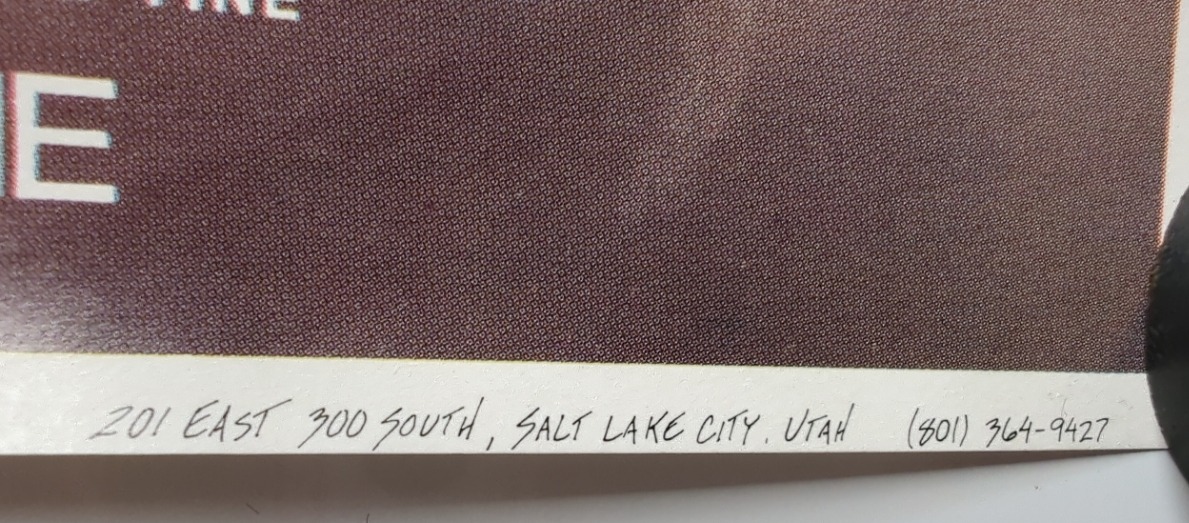 E
201 EAST 300 SOUTH, SALT LAKE CITY, UTAH (801) 364-9427